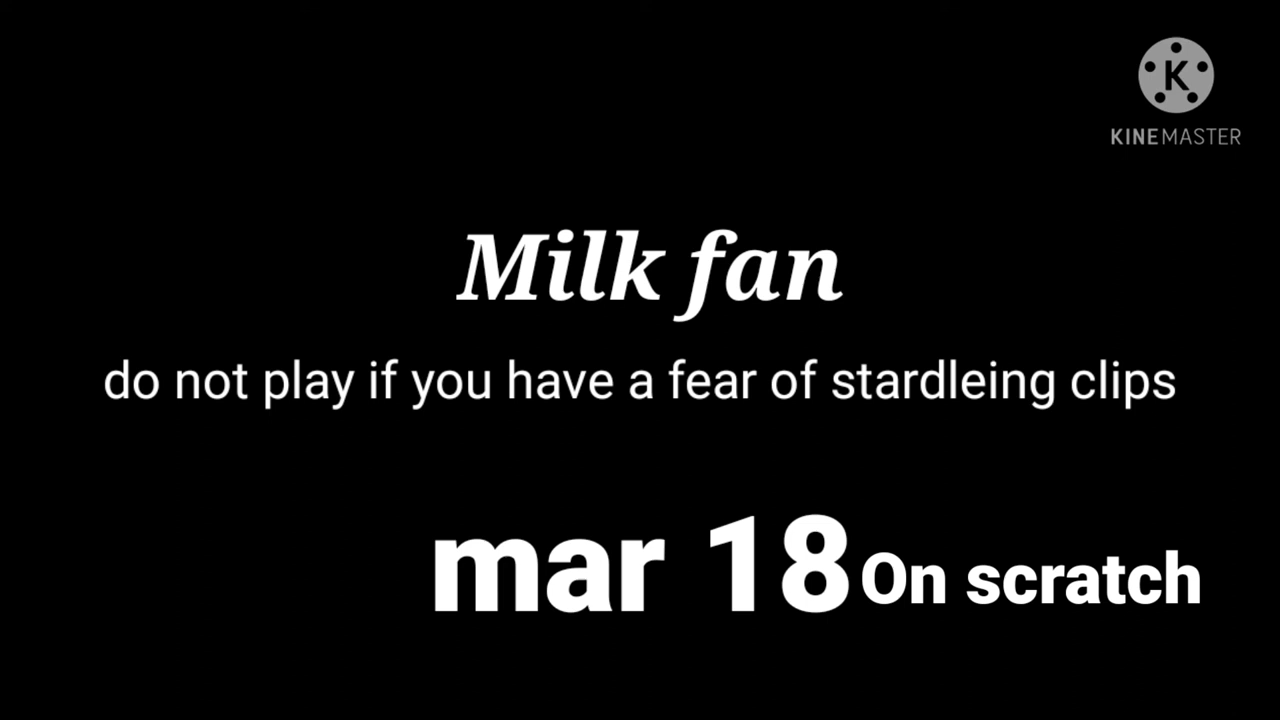 K
KINEMASTER
Milk fan
do not play if you have a fear of stardleing clips
mar 18 On scratch